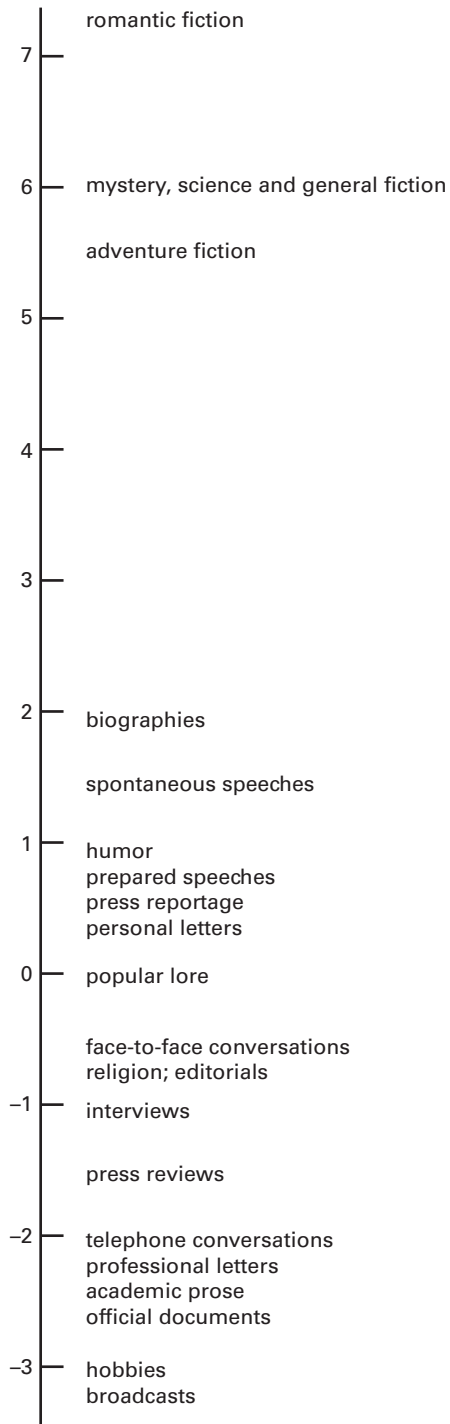 romantic fiction
7
6 mystery, science and general fiction
adventure fiction
5
4
3
2 biographies
spontaneous speeches
1 humor
prepared speeches
press reportage
personal letters
0 popular lore
face-to-face conversations
religion; editorials
–1 interviews
press reviews
–2 telephone conversations
professional letters
academic prose
official documents
–3 hobbies
broadcasts